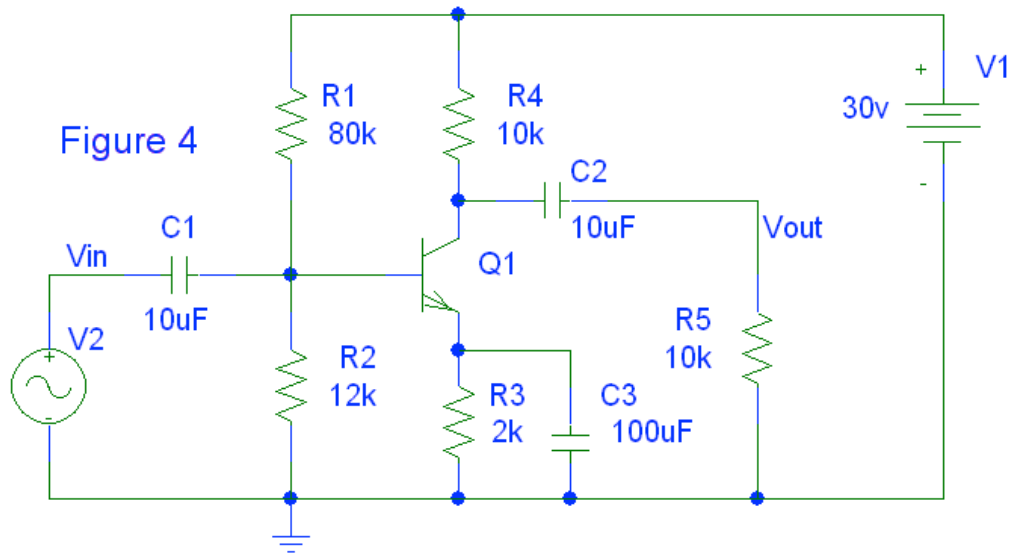 Figure 4
R1
80k
R4
10k
V1
+
30v
-
C2
10uF
Vout
C1
Vin
10uF
Q1
V2
+
-
R2
12k
R3
2k
C3
100uF
R5
10k